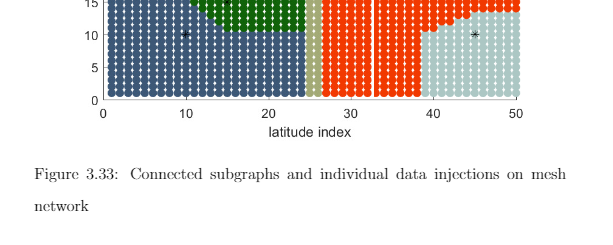 15
10
5
0
0 10 20 30 40 50
latitude index
Figure 3.33: Connected subgraphs and individual data injections on mesh
network